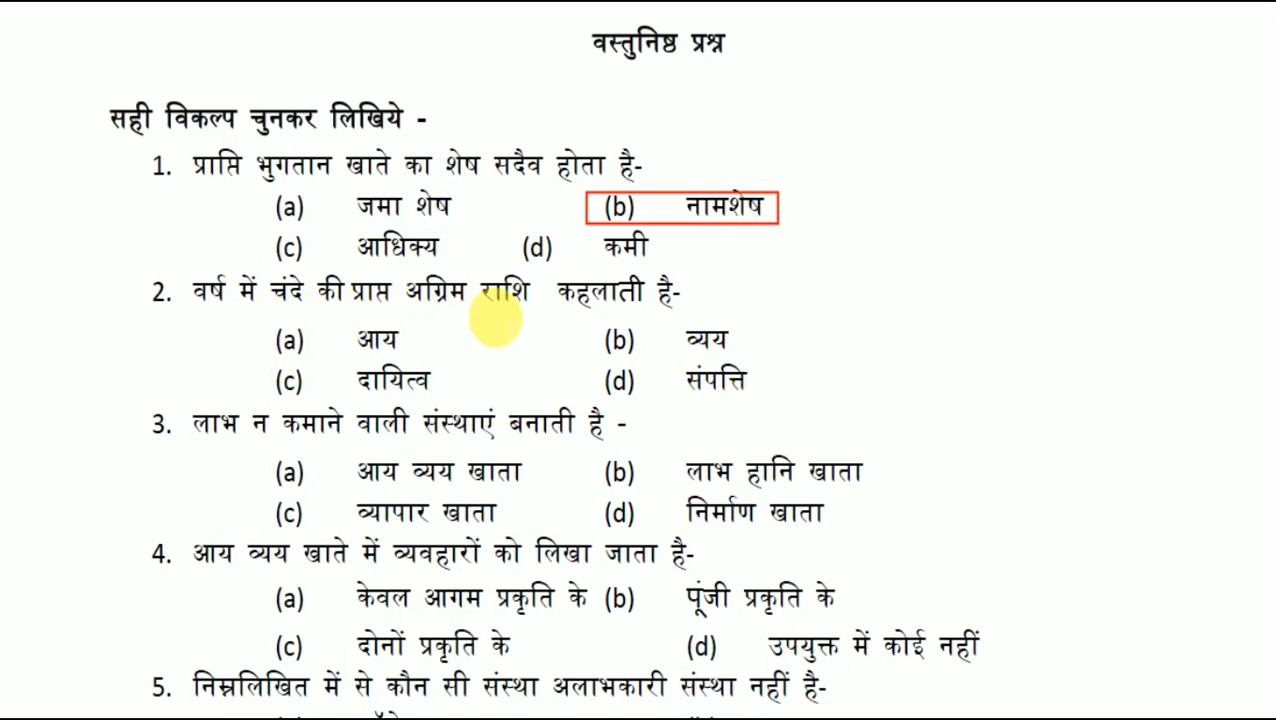 वस्तुनिष्ठ प्रश्न
सही विकल्प चुनकर लिखिये -
1. प्राप्ति भुगतान खाते का शेष सदैव होता है-
(a) जमा शेष (b) नामशेष
(c) आधिक्य (d) कमी
2. वर्ष में चंदे की प्राप्त अग्रिम राशि कहलाती है-
(a) आय (b) व्यय
(c) दायित्व (d) संपत्ति
3. लाभ न कमाने वाली संस्थाएं बनाती है -
(a) आय व्यय खाता (b) लाभ हानि खाता
(c) व्यापार खाता (d) निर्माण खाता
4. आय व्यय खाते में व्यवहारों को लिखा जाता है-
(a) केवल आगम प्रकृति के (b) पूंजी प्रकृति के
(c) दोनों प्रकृति के (d) उपयुक्त में कोई नहीं
5. निम्नलिखित में से कौन सी संस्था अलाभकारी संस्था नहीं है-